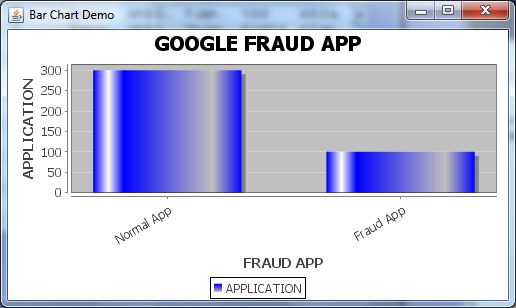 Bar Chart Demo
GOOGLE FRAUD APP
APPLICATION
300
250
200
150
100
50
0
Normal App
Fraud App
FRAUD APP
APPLICATION